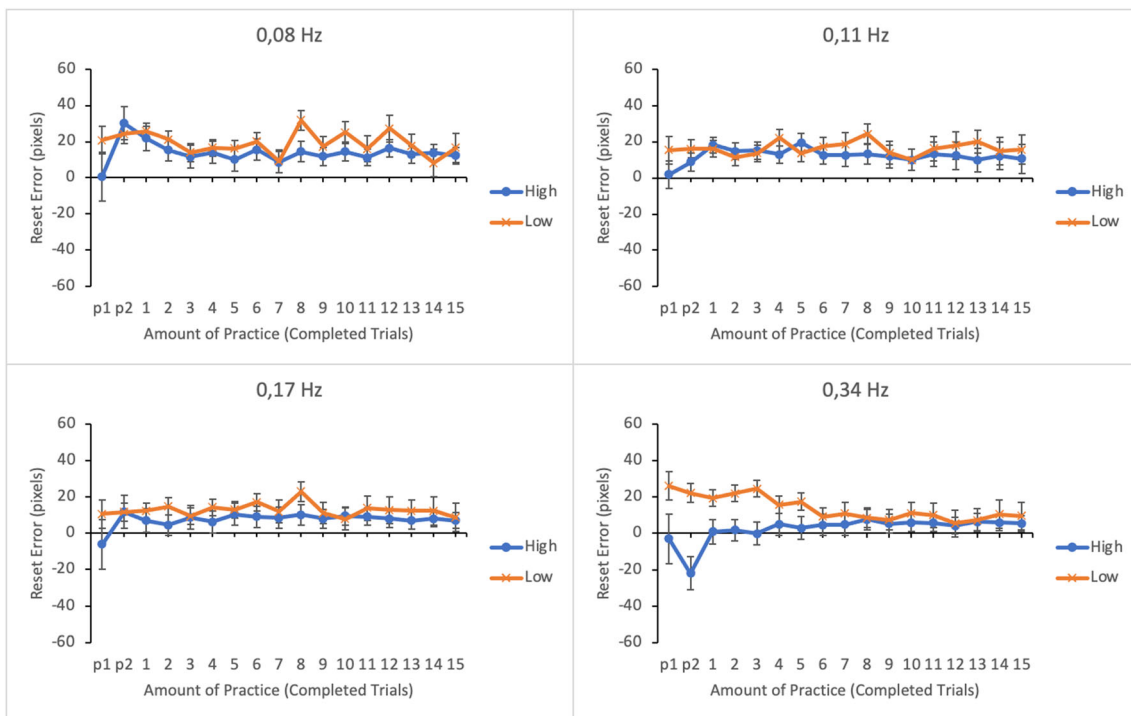 0,08 Hz
60
40
20
0
-20
-40
-60
Reset Error (pixels)
p1 p2 1 2 3 4 5 6 7 8 9 10 11 12 13 14 15
Amount of Practice (Completed Trials)
High
Low
0,11 Hz
60
40
20
0
-20
-40
-60
Reset Error (pixels)
p1 p2 1 2 3 4 5 6 7 8 9 10 11 12 13 14 15
Amount of Practice (Completed Trials)
High
Low
0,17 Hz
60
40
20
0
-20
-40
-60
Reset Error (pixels)
p1 p2 1 2 3 4 5 6 7 8 9 10 11 12 13 14 15
Amount of Practice (Completed Trials)
High
Low
0,34 Hz
60
40
20
0
-20
-40
-60
Reset Error (pixels)
p1 p2 1 2 3 4 5 6 7 8 9 10 11 12 13 14 15
Amount of Practice (Completed Trials)
High
Low